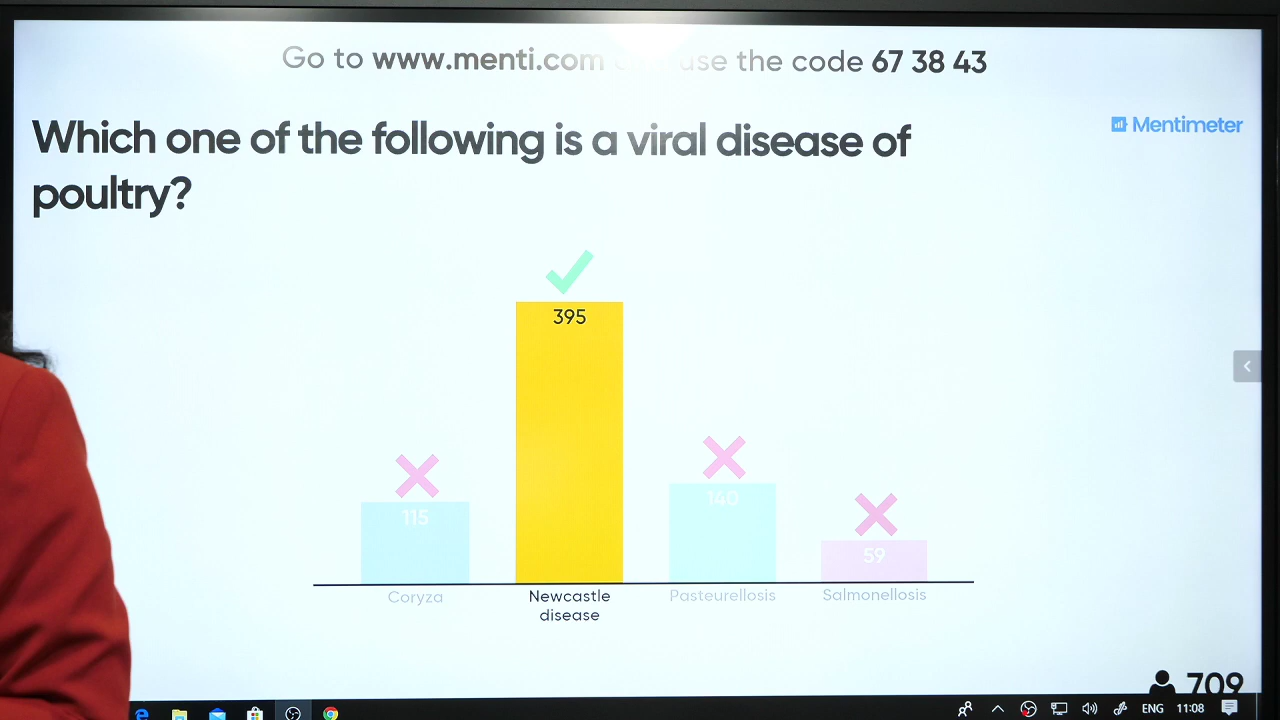 Go to www.menti.com use the code 67 38 43
Which one of the following is a viral disease of
poultry?
Mentimeter
395
140
115
59
Coryza
Newcastle
disease
Pasteurellosis
Salmonellosis
709
ENG
11:08